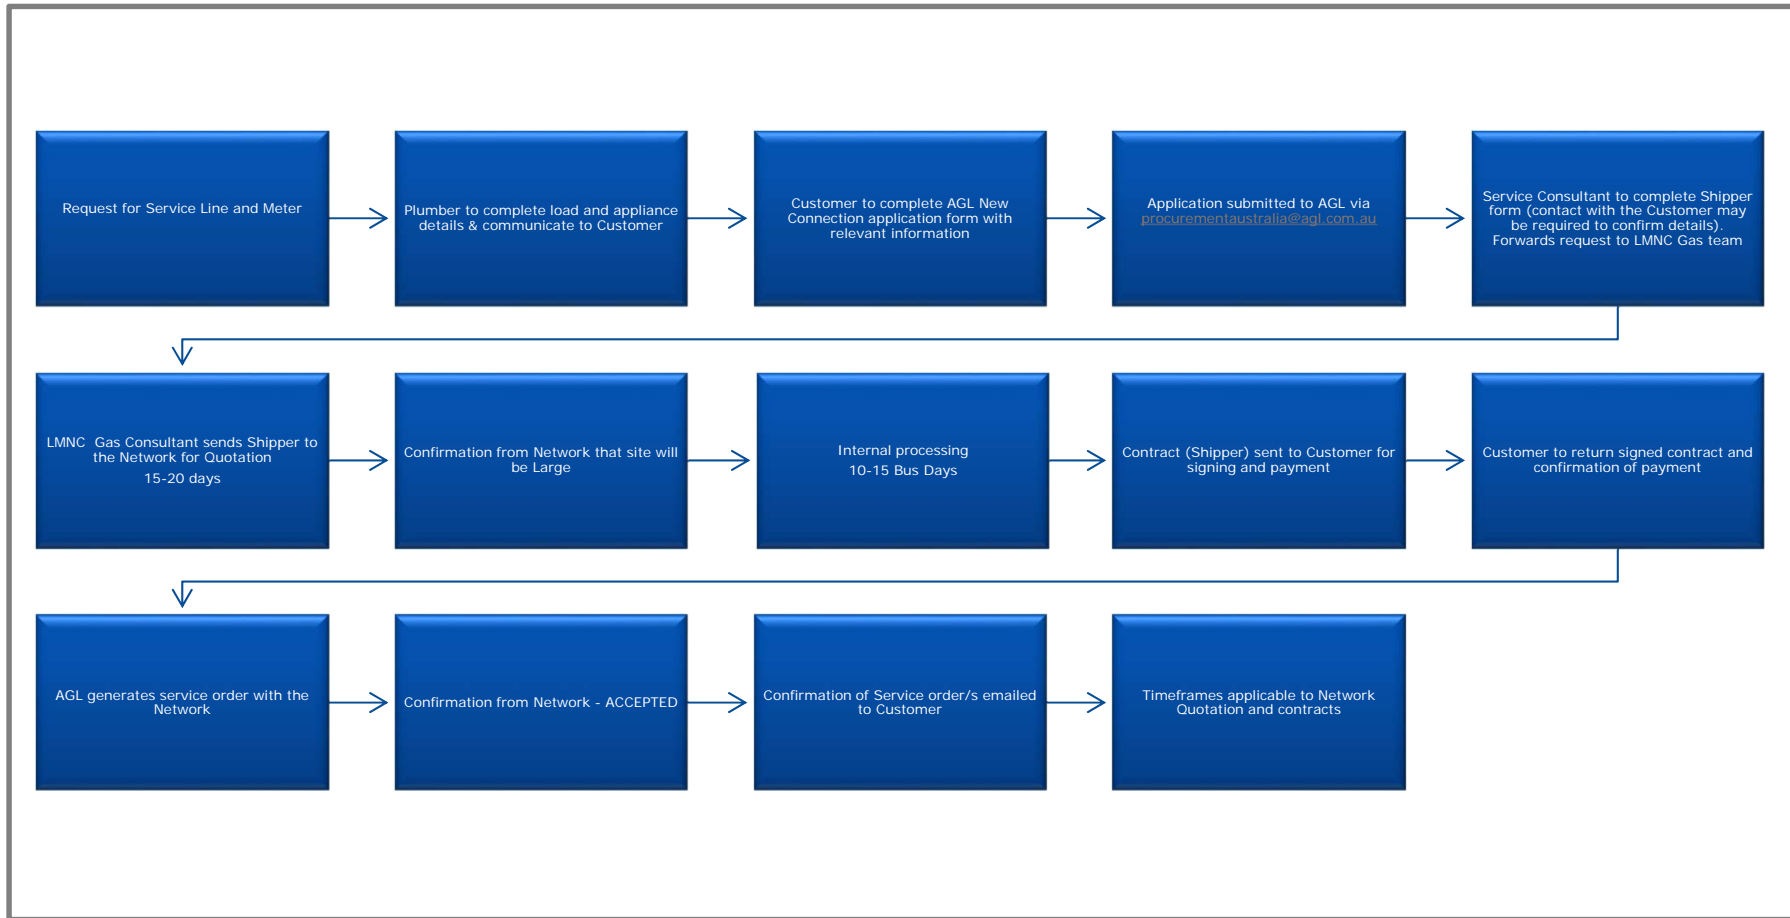 Request for Service Line and Meter
Plumber to complete load and appliance
details & communicate to Customer
Customer to complete AGL New
Connection application form with
relevant information
Application submitted to AGL via
procurementaustralia@agl.com.au
Service Consultant to complete Shipper
form (contact with the Customer may
be required to confirm details).
Forwards request to LMNC Gas team
LMNC  Gas Consultant sends Shipper to
the Network for Quotation
15-20 days
Confirmation from Network that site will
be Large
Internal processing
10-15 Bus Days
Contract (Shipper) sent to Customer for
signing and payment
Customer to return signed contract and
confirmation of payment
AGL generates service order with the
Network
Confirmation from Network - ACCEPTED
Confirmation of Service order/s emailed
to Customer
Timeframes applicable to Network
Quotation and contracts